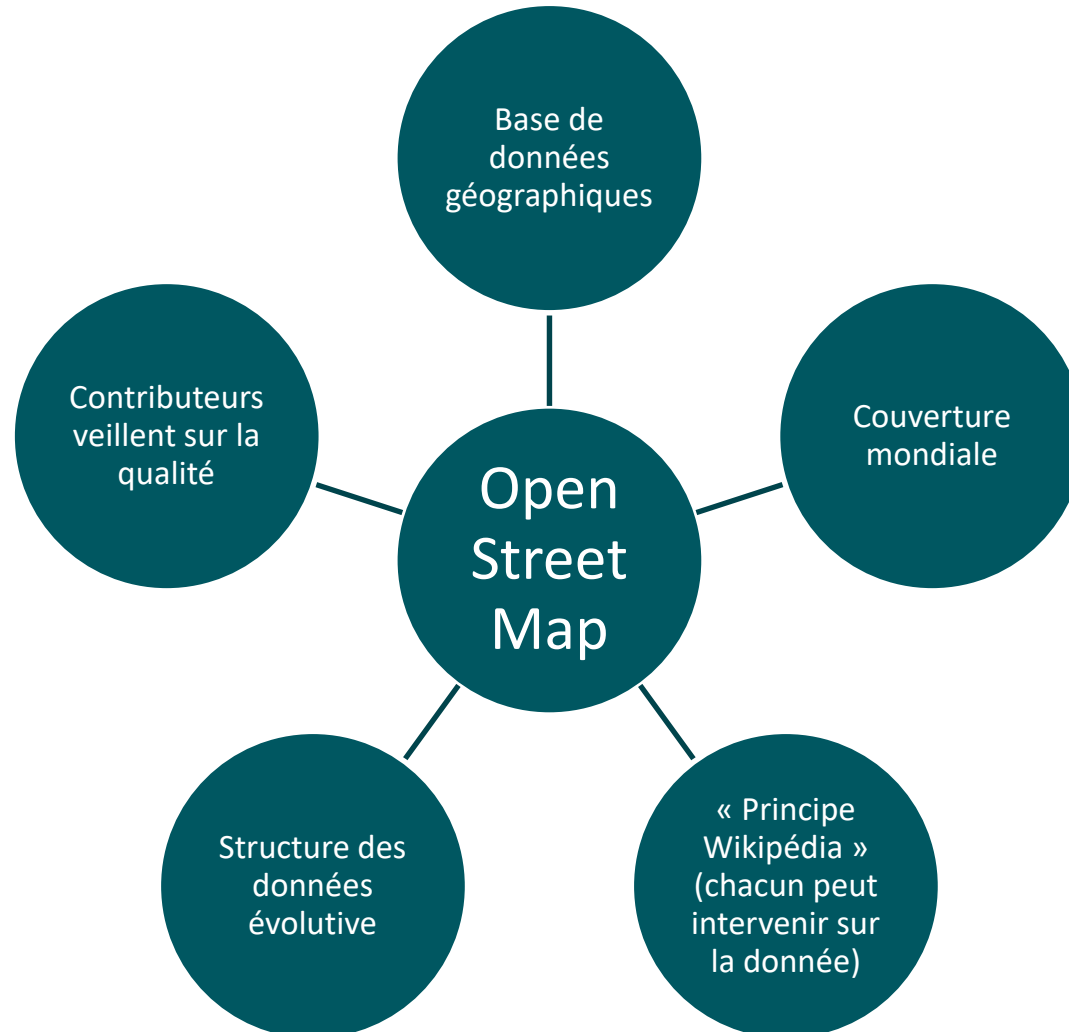 Base de
données
géographiques
Couverture
mondiale
« Principe
Wikipédia »
(chacun peut
intervenir sur
la donnée)
Structure des
données
évolutive
Contributeurs
veillent sur la
qualité
Open
Street
Map